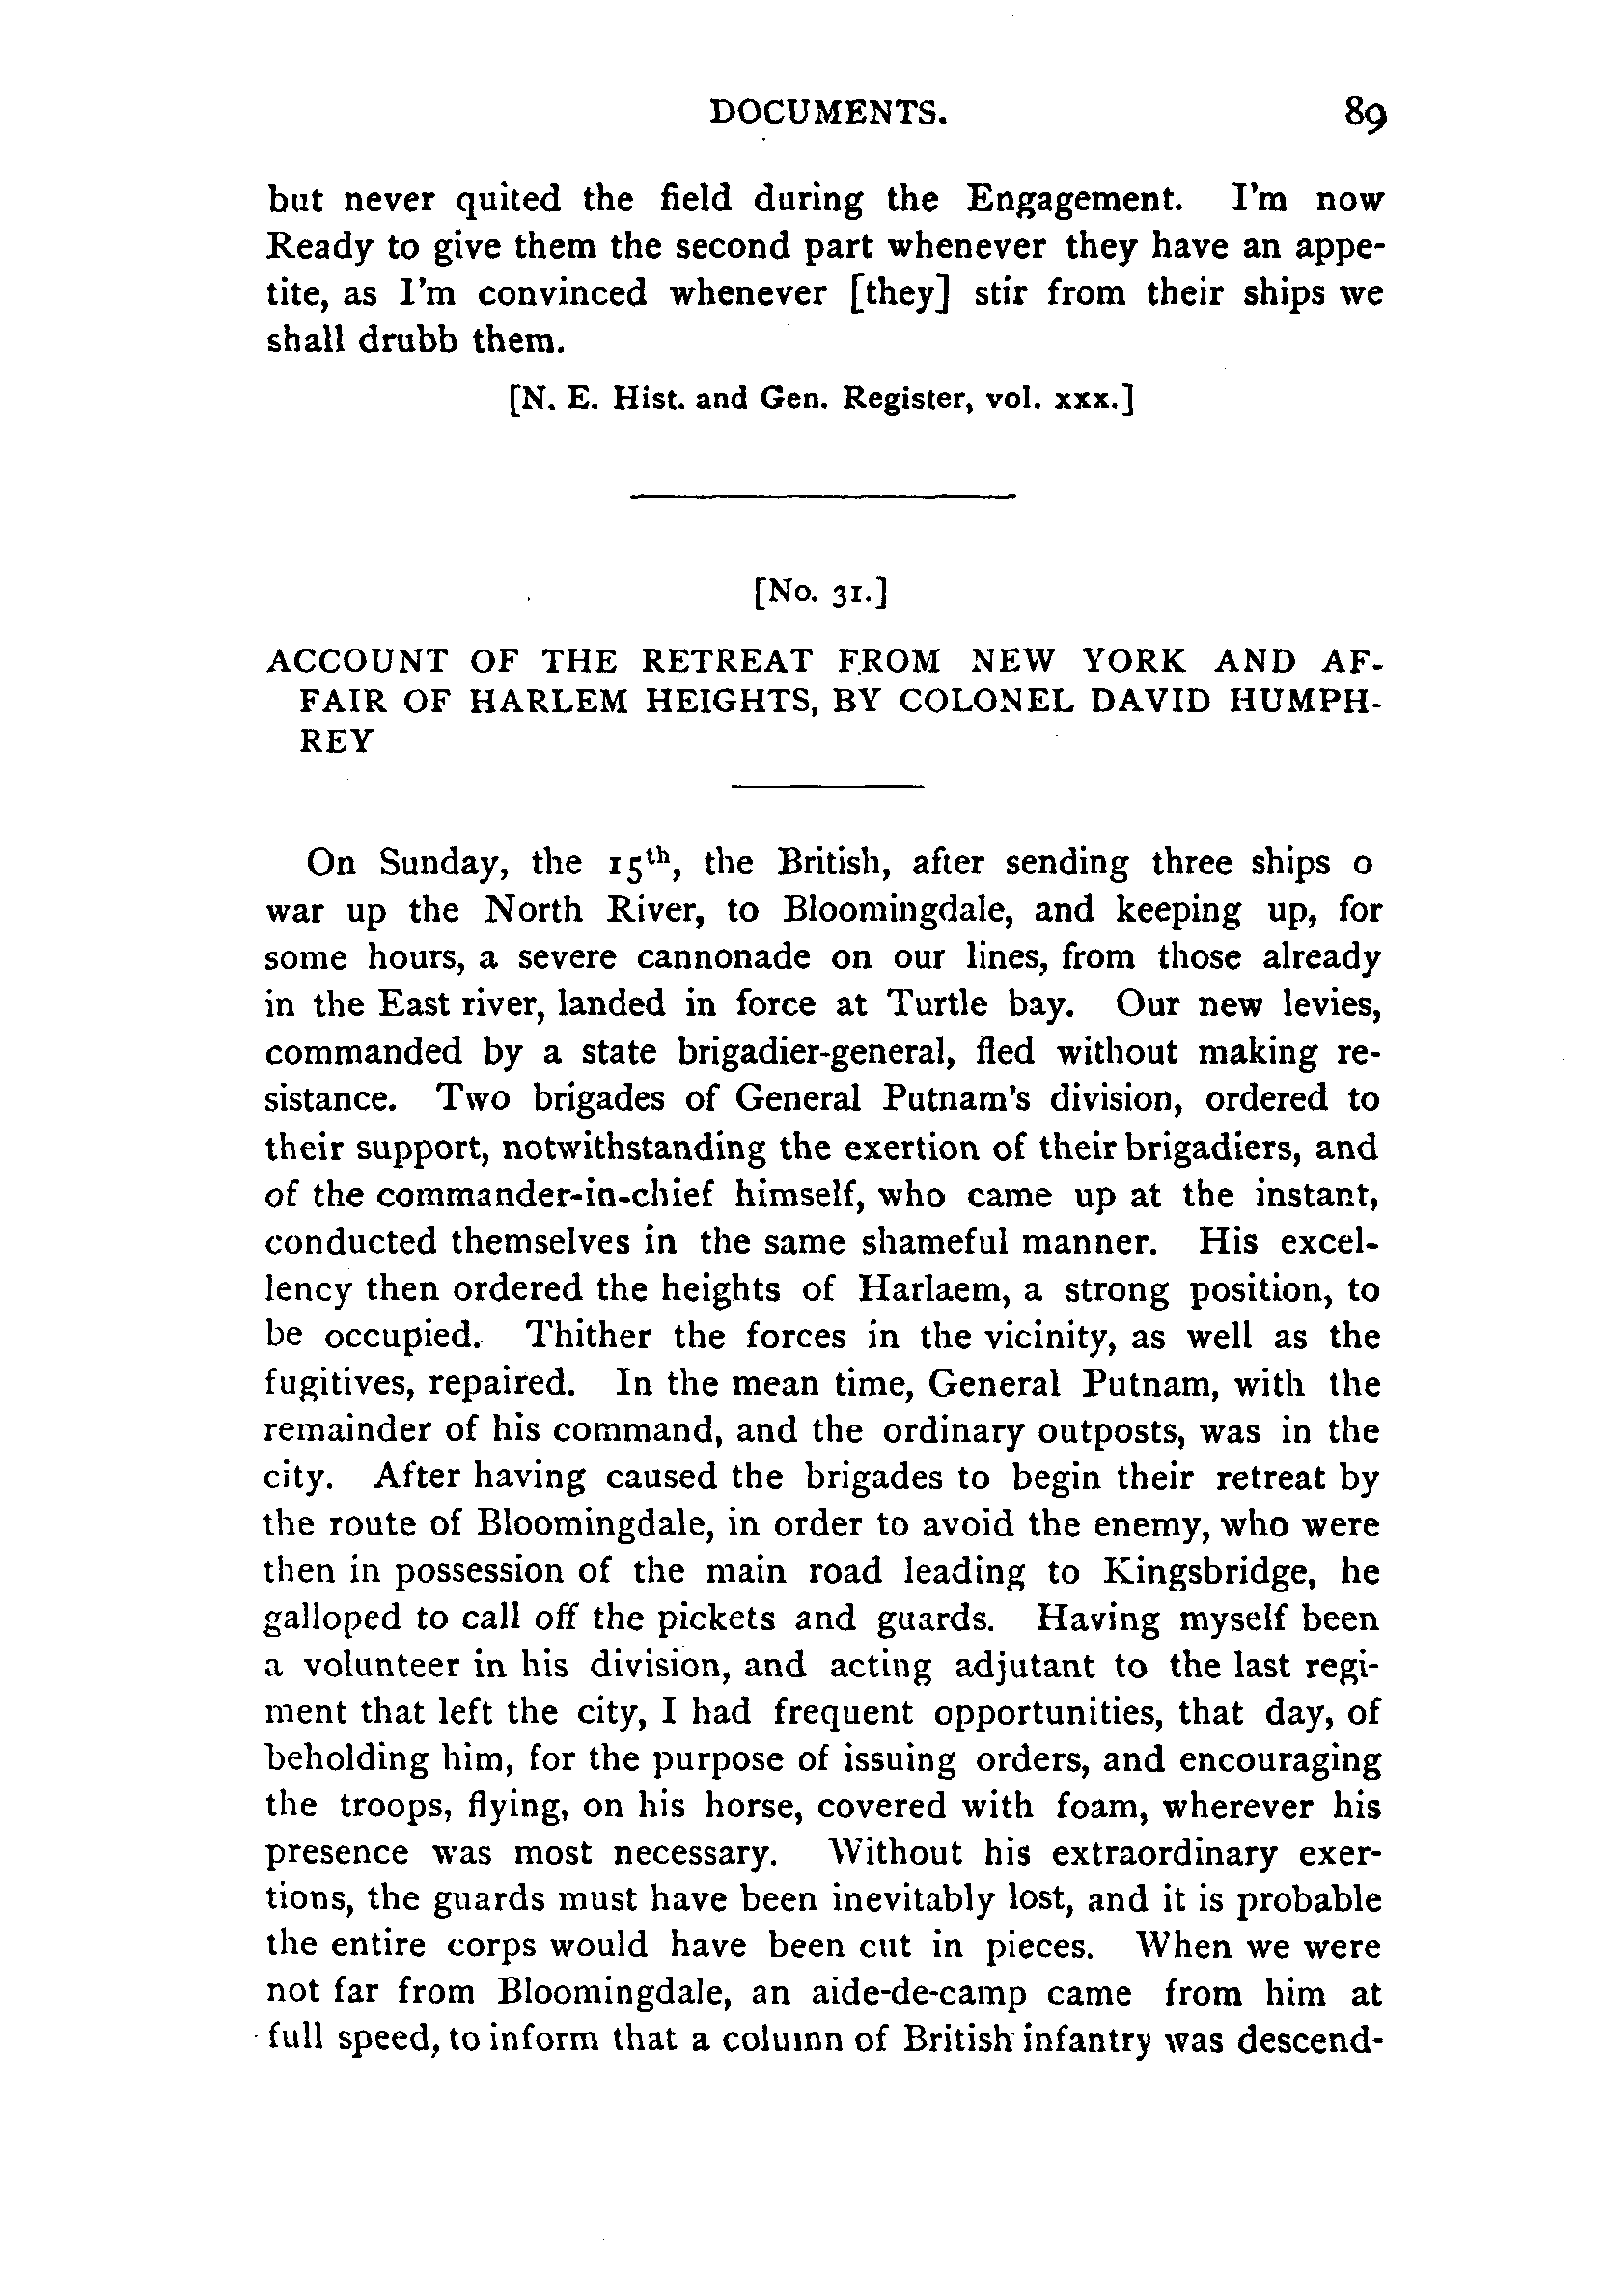 DOCUMENTS. 89
but never quited the field during the Engagement. I'm now
Ready to give them the second part whenever they have an appe-
tite, as I'm convinced whenever [they] stir from their ships we
shall drubb them.
[N. E. Hist. and Gen. Register, vol. xxx.]
[No. 31.]
ACCOUNT OF THE RETREAT FROM NEW YORK AND AF-
FAIR OF HARLEM HEIGHTS, BY COLONEL DAVID HUMPH-
REY
On Sunday, the 15th, the British, after sending three ships o
war up the North River, to Bloomingdale, and keeping up, for
some hours, a severe cannonade on our lines, from those already
in the East river, landed in force at Turtle bay. Our new levies,
commanded by a state brigadier-general, fled without making re-
sistance. Two brigades of General Putnam's division, ordered to
their support, notwithstanding the exertion of their brigadiers, and
of the commander-in-chief himself, who came up at the instant,
conducted themselves in the same shameful manner. His excel-
lency then ordered the heights of Harlaem, a strong position, to
be occupied. Thither the forces in the vicinity, as well as the
fugitives, repaired. In the mean time, General Putnam, with the
remainder of his command, and the ordinary outposts, was in the
city. After having caused the brigades to begin their retreat by
the route of Bloomingdale, in order to avoid the enemy, who were
then in possession of the main road leading to Kingsbridge, he
galloped to call off the pickets and guards. Having myself been
a volunteer in his division, and acting adjutant to the last regi-
ment that left the city, I had frequent opportunities, that day, of
beholding him, for the purpose of issuing orders, and encouraging
the troops, flying, on his horse, covered with foam, wherever his
presence was most necessary. Without his extraordinary exer-
tions, the guards must have been inevitably lost, and it is probable
the entire corps would have been cut in pieces. When we were
not far from Bloomingdale, an aide-de-camp came from him at
full speed, to inform that a column of British infantry was descend-